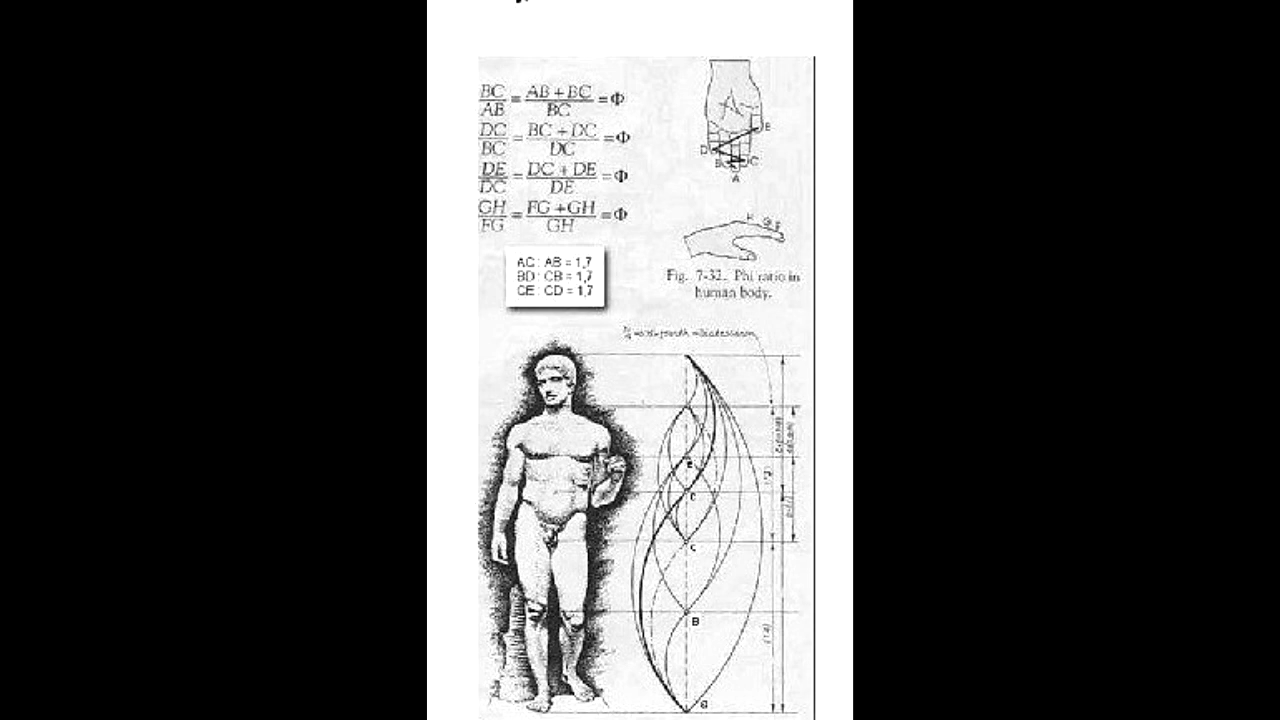 BC/AB = AB + BC/BC = Φ
DC/BC = BC + DC/DC = Φ
DE/DC = DC + DE/DE = Φ
GH/FG = FG + GH/GH = Φ
AC : AB = 1,7
BD : CB = 1,7
CE : CD = 1,7
E
D
B
C
A
H
G
F
Fig. 7-32. Phi ratio in
human body.
E
C
B
G